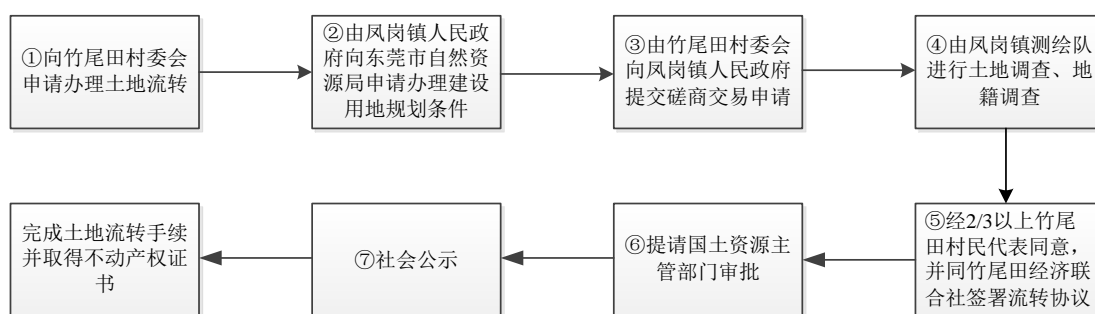 ①向竹尾田村委会
申请办理土地流转
②由凤岗镇人民政
府向东莞市自然资
源局申请办理建设
用地规划条件
③由竹尾田村委会
向凤岗镇人民政府
提交磋商交易申请
④由凤岗镇测绘队
进行土地调查、地
籍调查
⑤经2/3以上竹尾
田村民代表同意，
并同竹尾田经济联
合社签署流转协议
⑥提请国土资源主
管部门审批
⑦社会公示
完成土地流转手续
并取得不动产权证
书